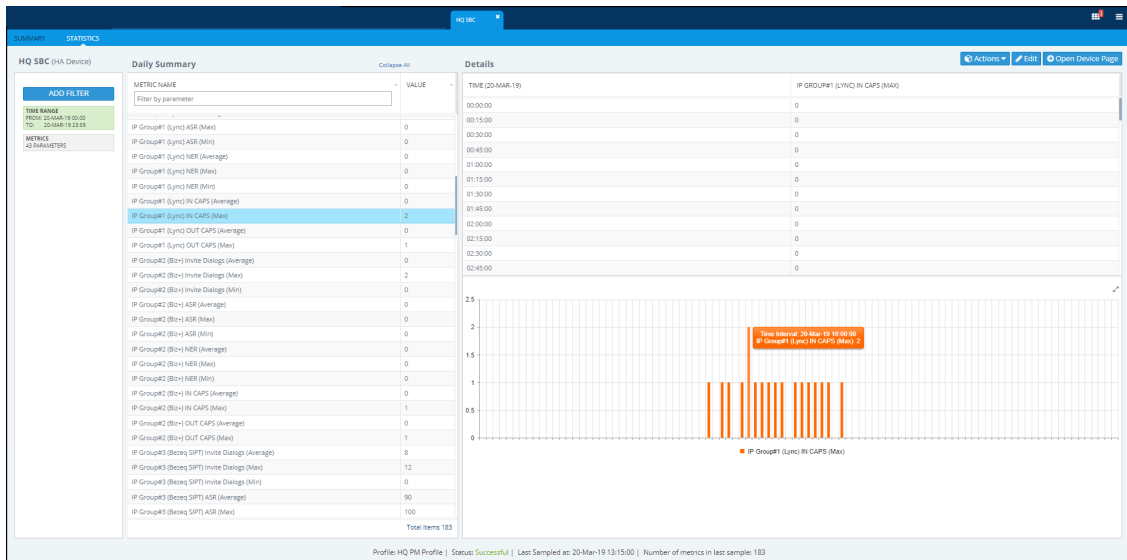 HQ SBC ×
1
SUMMARY STATISTICS
HQ SBC (HA Device)
ADD FILTER
TIME RANGE
FROM: 20-MAR-19 00:00
TO: 20-MAR-19 23:59
METRICS
43 PARAMETERS
Daily Summary Collapse All
METRIC NAME VALUE
Filter by parameter
IP Group#1 (Lync) ASR (Max) 0
IP Group#1 (Lync) ASR (Min) 0
IP Group#1 (Lync) NER (Average) 0
IP Group#1 (Lync) NER (Max) 0
IP Group#1 (Lync) NER (Min) 0
IP Group#1 (Lync) IN CAPS (Average) 0
IP Group#1 (Lync) IN CAPS (Max) 2
IP Group#1 (Lync) OUT CAPS (Average) 0
IP Group#1 (Lync) OUT CAPS (Max) 1
IP Group#2 (Biz+) Invite Dialogs (Average) 0
IP Group#2 (Biz+) Invite Dialogs (Max) 2
IP Group#2 (Biz+) Invite Dialogs (Min) 0
IP Group#2 (Biz+) ASR (Average) 0
IP Group#2 (Biz+) ASR (Max) 0
IP Group#2 (Biz+) ASR (Min) 0
IP Group#2 (Biz+) NER (Average) 0
IP Group#2 (Biz+) NER (Max) 0
IP Group#2 (Biz+) NER (Min) 0
IP Group#2 (Biz+) IN CAPS (Average) 0
IP Group#2 (Biz+) IN CAPS (Max) 1
IP Group#2 (Biz+) OUT CAPS (Average) 0
IP Group#2 (Biz+) OUT CAPS (Max) 1
IP Group#3 (Bezeq SIPT) Invite Dialogs (Average) 8
IP Group#3 (Bezeq SIPT) Invite Dialogs (Max) 12
IP Group#3 (Bezeq SIPT) Invite Dialogs (Min) 0
IP Group#3 (Bezeq SIPT) ASR (Average) 90
IP Group#3 (Bezeq SIPT) ASR (Max) 100
Total Items 183
Details
Actions Edit Open Device Page
TIME (20-MAR-19) IP GROUP#1 (LYNC) IN CAPS (MAX)
00:00:00 0
00:15:00 0
00:30:00 0
00:45:00 0
01:00:00 0
01:15:00 0
01:30:00 0
01:45:00 0
02:00:00 0
02:15:00 0
02:30:00 0
02:45:00 0
2.5
2
1.5
1
0.5
0
Time Interval: 20-Mar-19 10:00:00
IP Group#1 (Lync) IN CAPS (Max): 2
IP Group#1 (Lync) IN CAPS (Max)
Profile: HQ PM Profile | Status: Successful | Last Sampled at: 20-Mar-19 13:15:00 | Number of metrics in last sample: 183